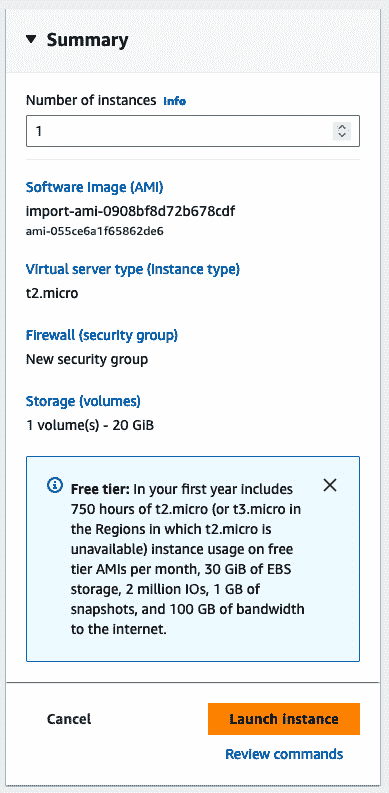 Summary
Number of instances Info
1
Software Image (AMI)
import-ami-0908bf8d72b678cdf
ami-055ce6a1f65862de6
Virtual server type (instance type)
t2.micro
Firewall (security group)
New security group
Storage (volumes)
1 volume(s) - 20 GiB
Free tier: In your first year includes
750 hours of t2.micro (or t3.micro in
the Regions in which t2.micro is
unavailable) instance usage on free
tier AMIs per month, 30 GiB of EBS
storage, 2 million IOs, 1 GB of
snapshots, and 100 GB of bandwidth
to the internet.
Cancel
Launch instance
Review commands